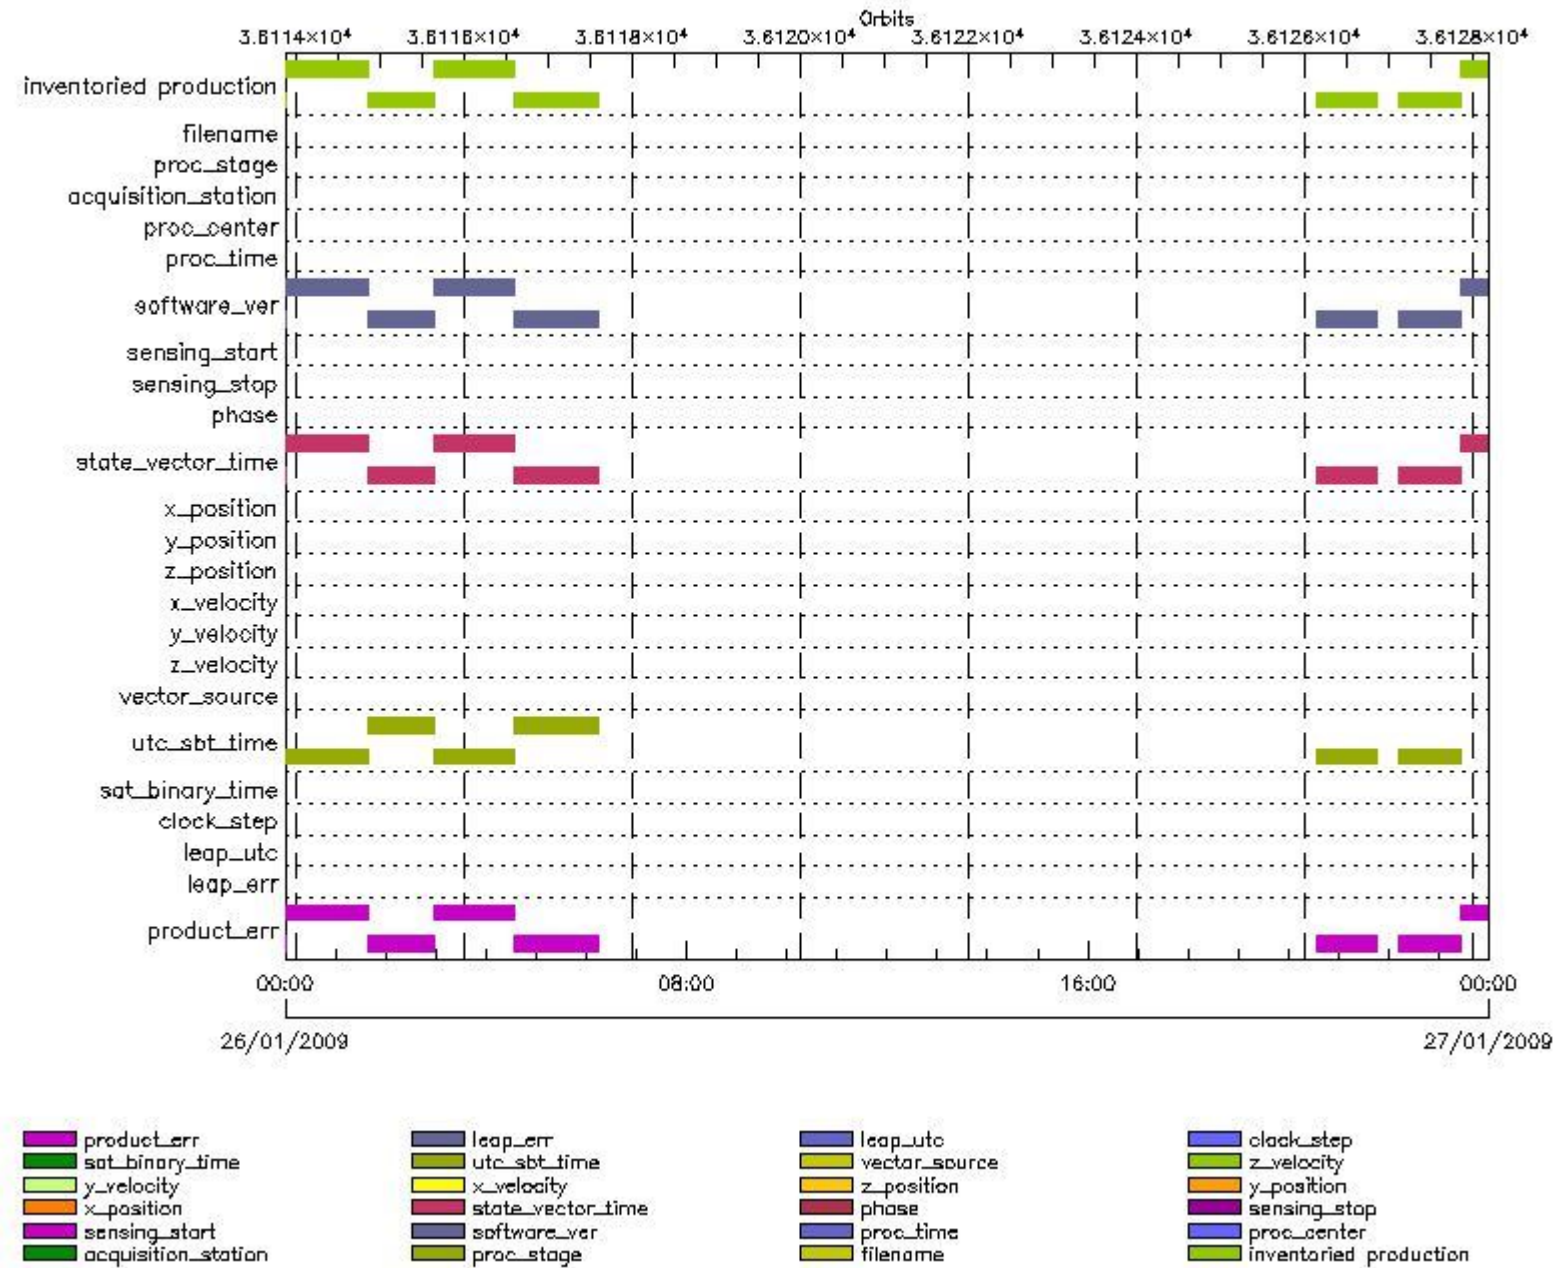 Orbits
3.6114×10⁴ 3.6116×10⁴ 3.6118×10⁴ 3.6120×10⁴ 3.6122×10⁴ 3.6124×10⁴ 3.6126×10⁴ 3.6128×10⁴
inventoried production
filename
proc_stage
acquisition_station
proc_center
proc_time
software_ver
sensing_start
sensing_stop
phase
state_vector_time
x_position
y_position
z_position
x_velocity
y_velocity
z_velocity
vector_source
utc_sbt_time
sat_binary_time
clock_step
leap_utc
leap_err
product_err
00:00 08:00 16:00 00:00
26/01/2009 27/01/2009
product_err leap_err leap_utc clock_step
sat_binary_time utc_sbt_time vector_source z_velocity
y_velocity x_velocity z_position y_position
x_position state_vector_time phase sensing_stop
sensing_start software_ver proc_time proc_center
acquisition_station proc_stage filename inventoried production